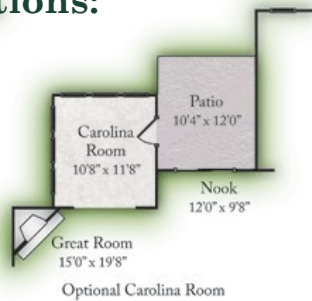 tions:
Patio
10'4" x 12'0"
Carolina
Room
10'8" x 11'8"
Nook
12'0" x 9'8"
Great Room
15'0" x 19'8"
Optional Carolina Room